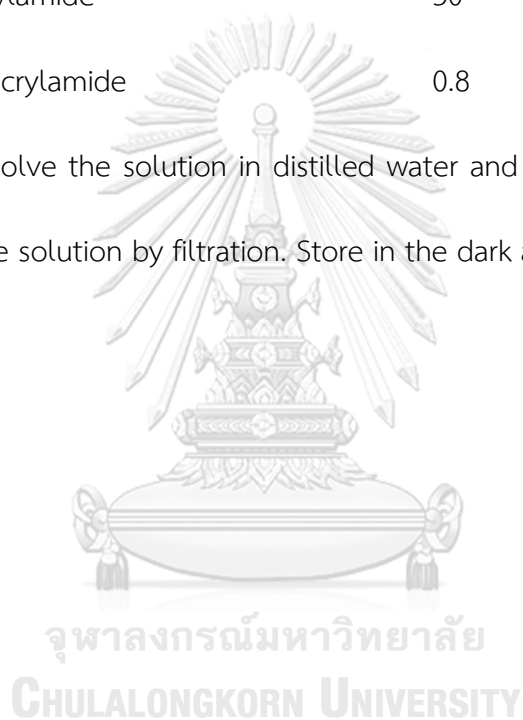 crylamide 0.8
olve the solution in distilled water and
e solution by filtration. Store in the dark
จุฬาลงกรณ์มหาวิทยาลัย
CHULALONGKORN UNIVERSITY